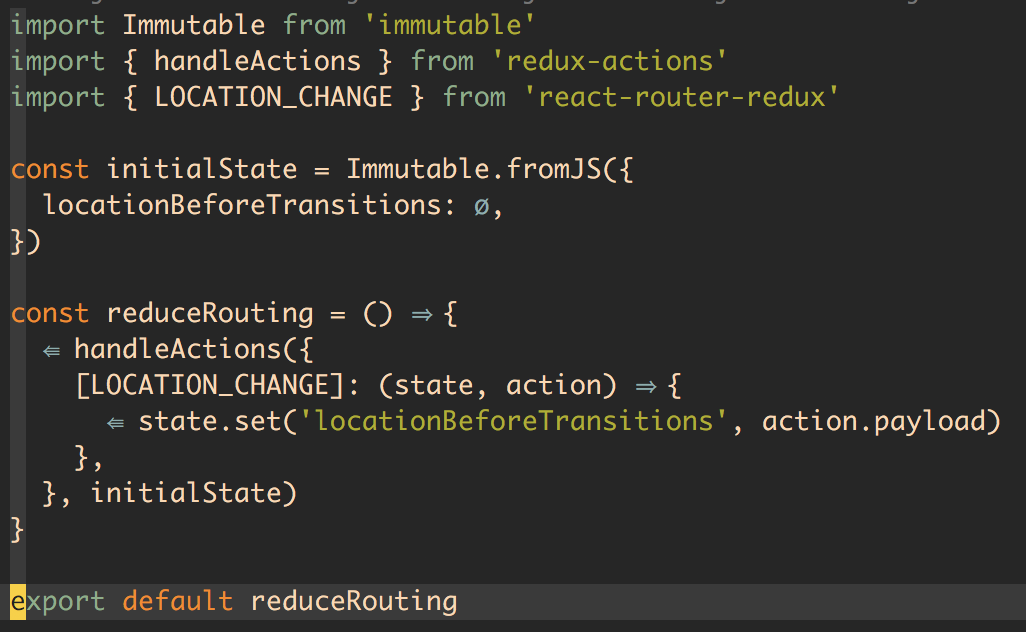 import Immutable from 'immutable'
import { handleActions } from 'redux-actions'
import { LOCATION_CHANGE } from 'react-router-redux'
const initialState = Immutable.fromJS({
  locationBeforeTransitions: ø,
})
const reduceRouting = () ⇒ {
  ⇚ handleActions({
    [LOCATION_CHANGE]: (state, action) ⇒ {
      ⇚ state.set('locationBeforeTransitions', action.payload)
    },
  }, initialState)
}
export default reduceRouting